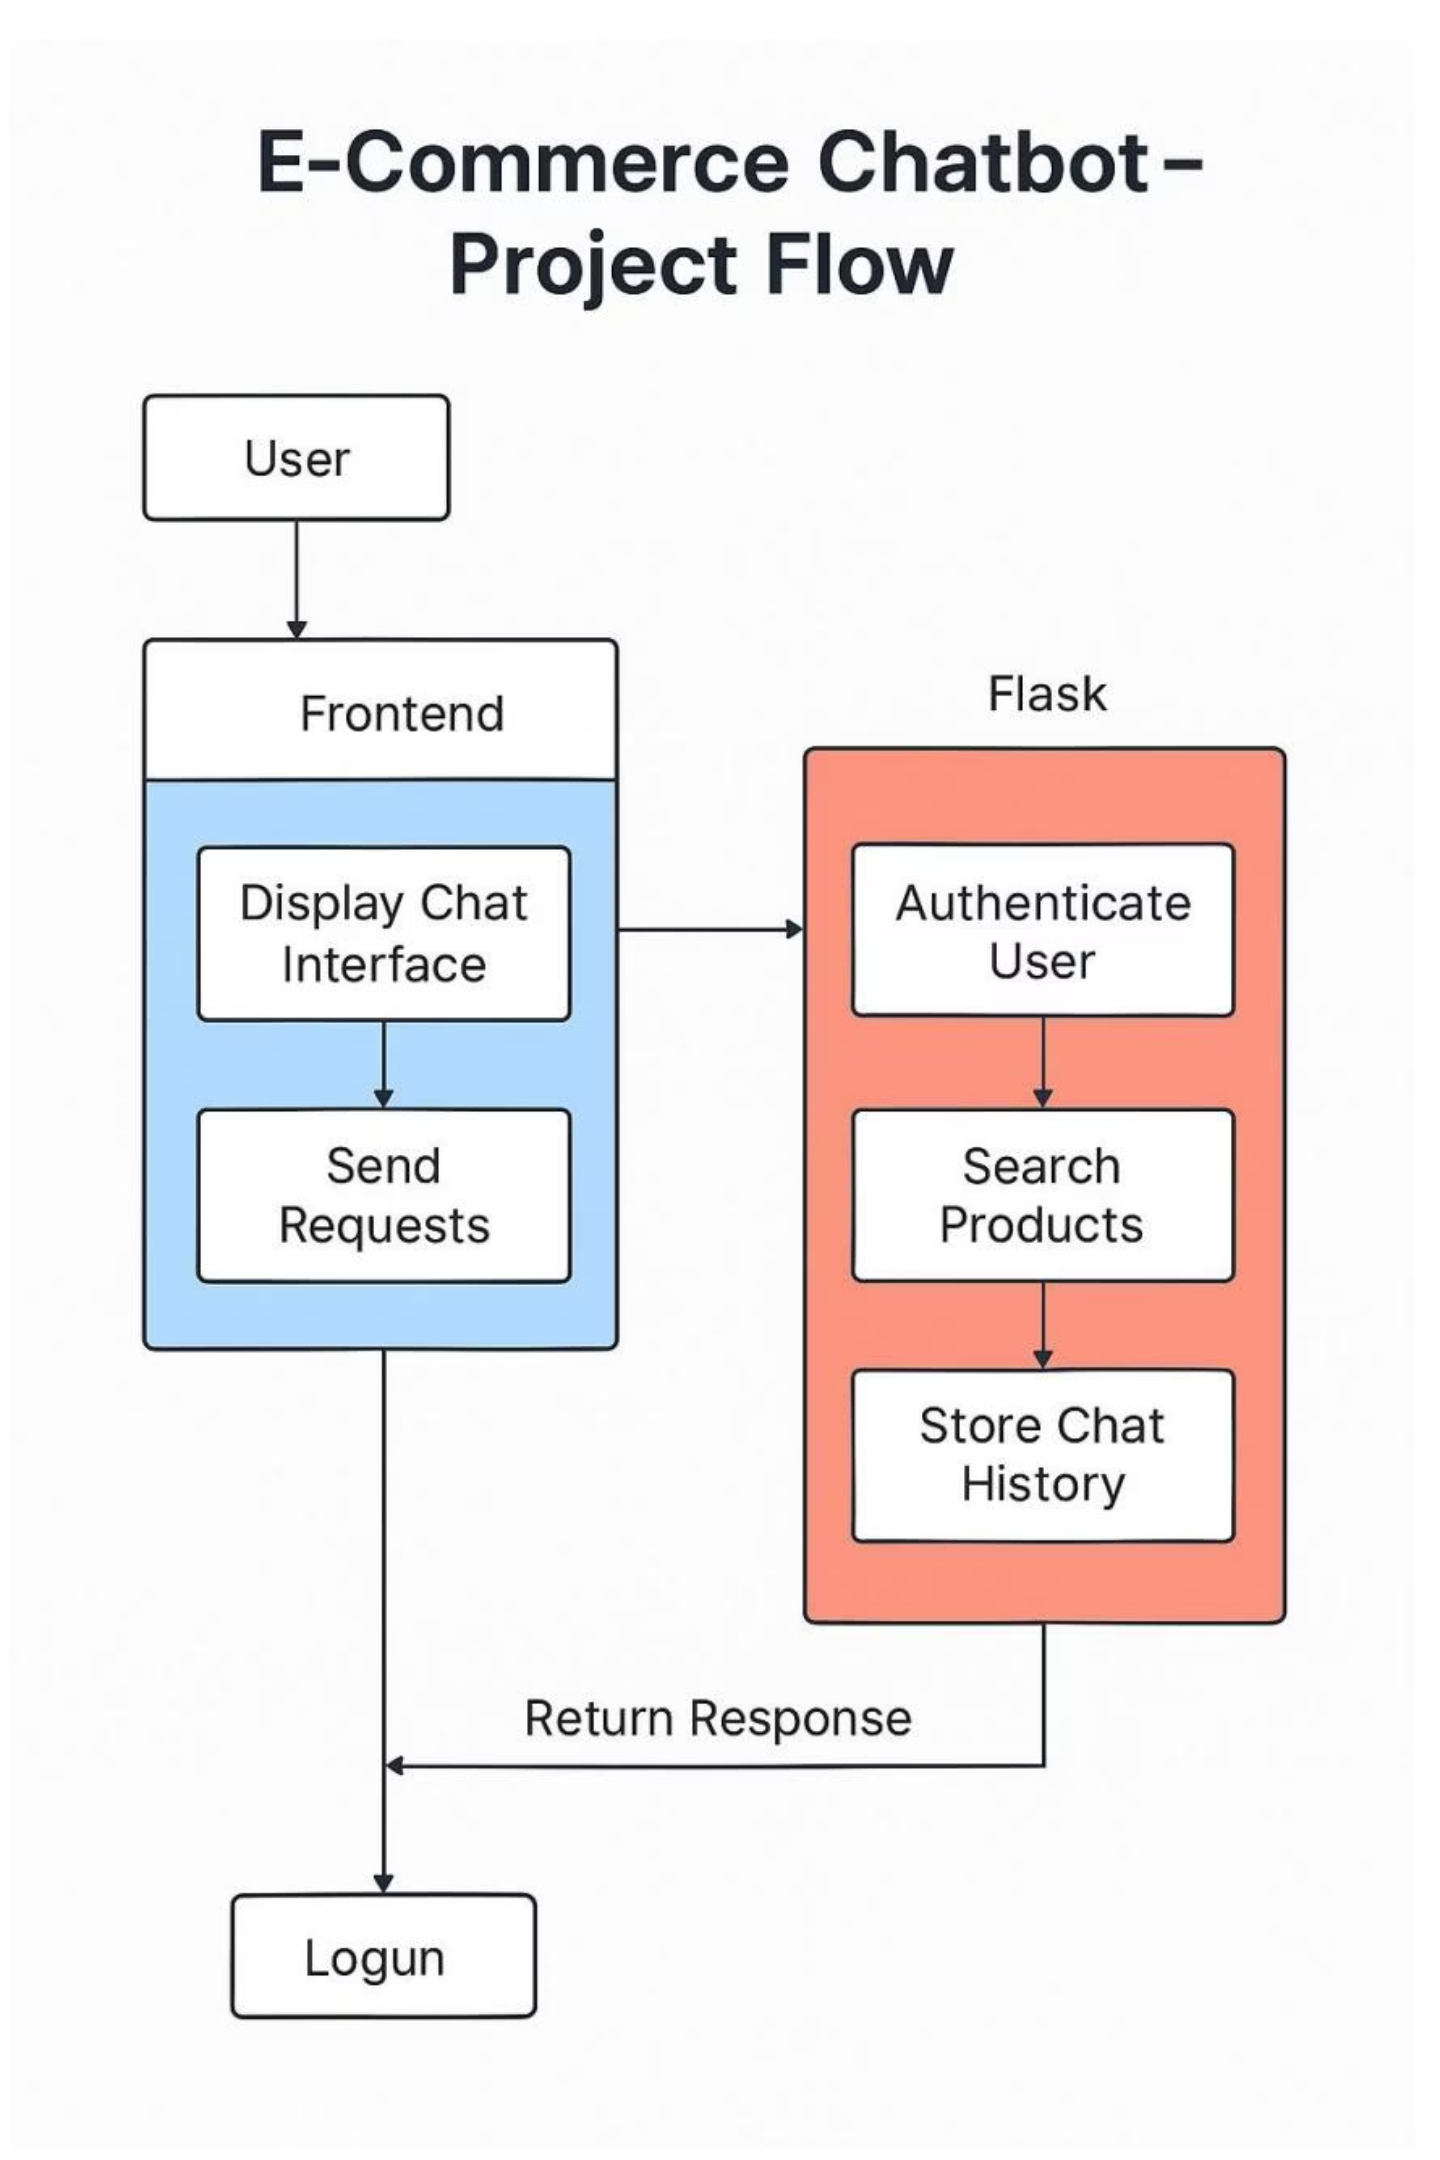 E-Commerce Chatbot –
Project Flow
User
Frontend
Display Chat
Interface
Send
Requests
Flask
Authenticate
User
Search
Products
Store Chat
History
Return Response
Logun